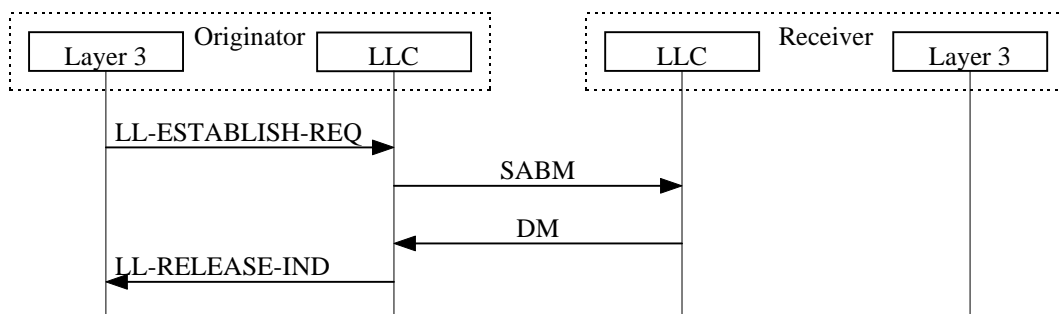 Originator
Receiver
Layer 3
LLC
LLC
Layer 3
LL-ESTABLISH-REQ
SABM
DM
LL-RELEASE-IND